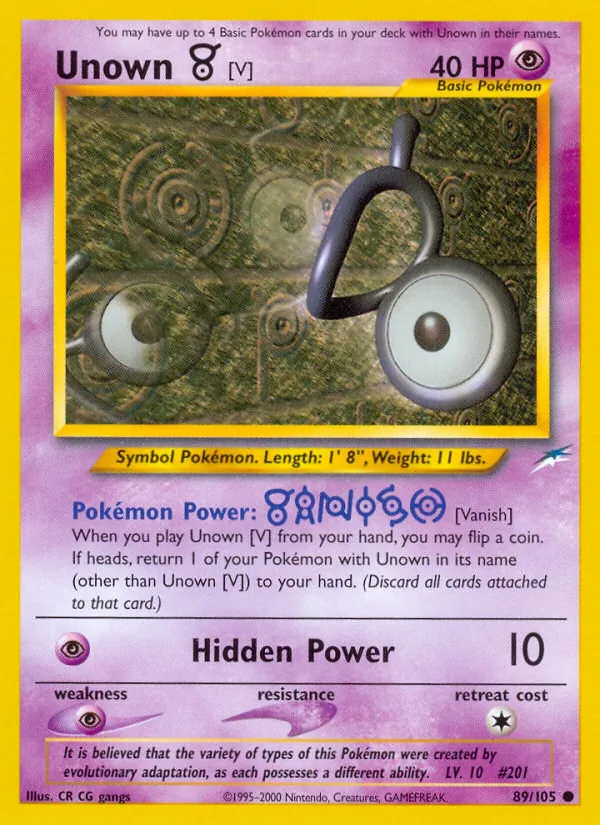 You may have up to 4 Basic Pokémon cards in your deck with Unown in their names.
Unown [V] 40 HP
Basic Pokémon
Symbol Pokémon. Length: 1' 8", Weight: 11 lbs.
Pokémon Power: VANISH [Vanish]
When you play Unown [V] from your hand, you may flip a coin.
If heads, return 1 of your Pokémon with Unown in its name
(other than Unown [V]) to your hand. (Discard all cards attached
to that card.)
Hidden Power 10
weakness resistance retreat cost
It is believed that the variety of types of this Pokémon were created by
evolutionary adaptation, as each possesses a different ability. LV. 10 #201
Illus. CR CG gangs ©1995-2000 Nintendo, Creatures, GAMEFREAK. 89/105